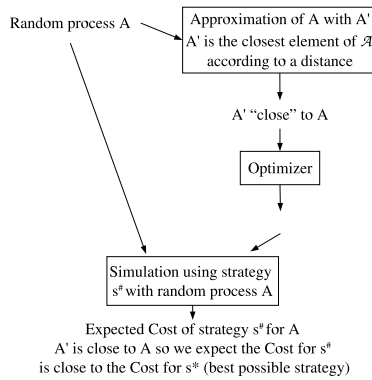 Random process A
Approximation of A with A'
A' is the closest element of 𝒜
according to a distance
A' “close” to A
Optimizer
Simulation using strategy
s# with random process A
Expected Cost of strategy s# for A
A' is close to A so we expect the Cost for s#
is close to the Cost for s* (best possible strategy)